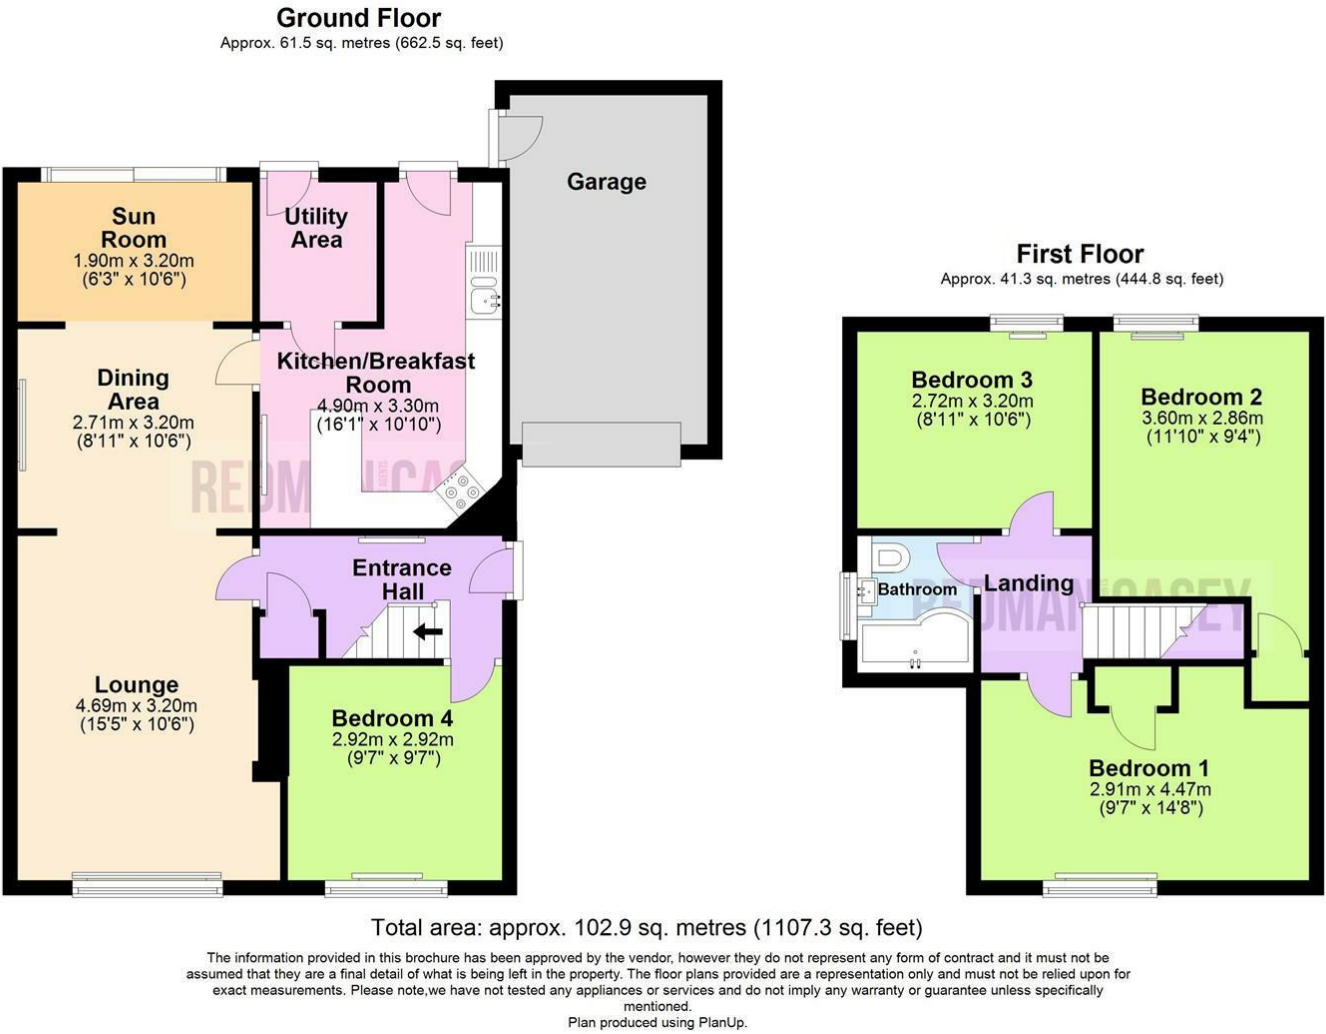 Ground Floor
Approx. 61.5 sq. metres (662.5 sq. feet)
Garage
Sun
Room
1.90m x 3.20m
(6'3" x 10'6")
Utility
Area
Dining
Area
2.71m x 3.20m
(8'11" x 10'6")
Kitchen/Breakfast
Room
4.90m x 3.30m
(16'1" x 10'10")
Entrance
Hall
Lounge
4.69m x 3.20m
(15'5" x 10'6")
Bedroom 4
2.92m x 2.92m
(9'7" x 9'7")
First Floor
Approx. 41.3 sq. metres (444.8 sq. feet)
Bedroom 3
2.72m x 3.20m
(8'11" x 10'6")
Bedroom 2
3.60m x 2.86m
(11'10" x 9'4")
Bathroom
Landing
REDMAN CASEY
Bedroom 1
2.91m x 4.47m
(9'7" x 14'8")
Total area: approx. 102.9 sq. metres (1107.3 sq. feet)
The information provided in this brochure has been approved by the vendor, however they do not represent any form of contract and it must not be
assumed that they are a final detail of what is being left in the property. The floor plans provided are a representation only and must not be relied upon for
exact measurements. Please note,we have not tested any appliances or services and do not imply any warranty or guarantee unless specifically
mentioned.
Plan produced using PlanUp.